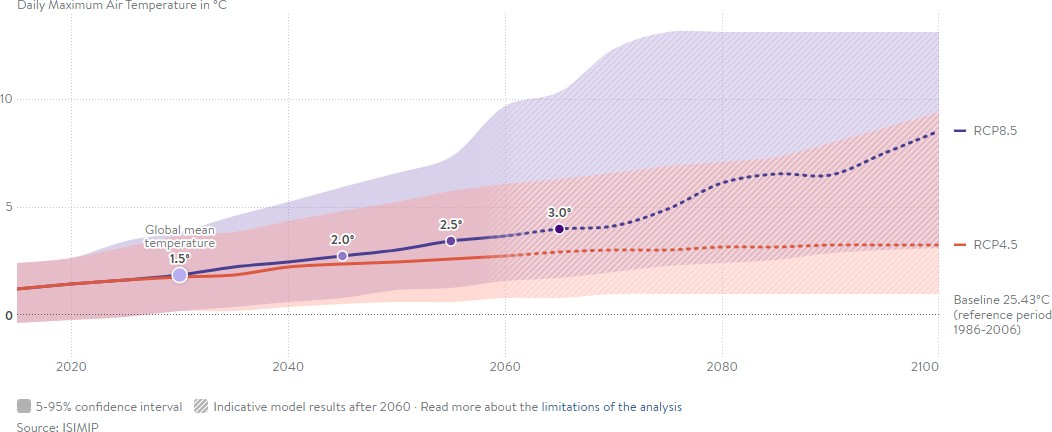 Daily Maximum Air Temperature in °C
10
5
0
Global mean
temperature
1.5°
2.0°
2.5°
3.0°
RCP8.5
RCP4.5
Baseline 25.43°C
(reference period
1986-2006)
2020 2040 2060 2080 2100
5-95% confidence interval Indicative model results after 2060 · Read more about the limitations of the analysis
Source: ISIMIP